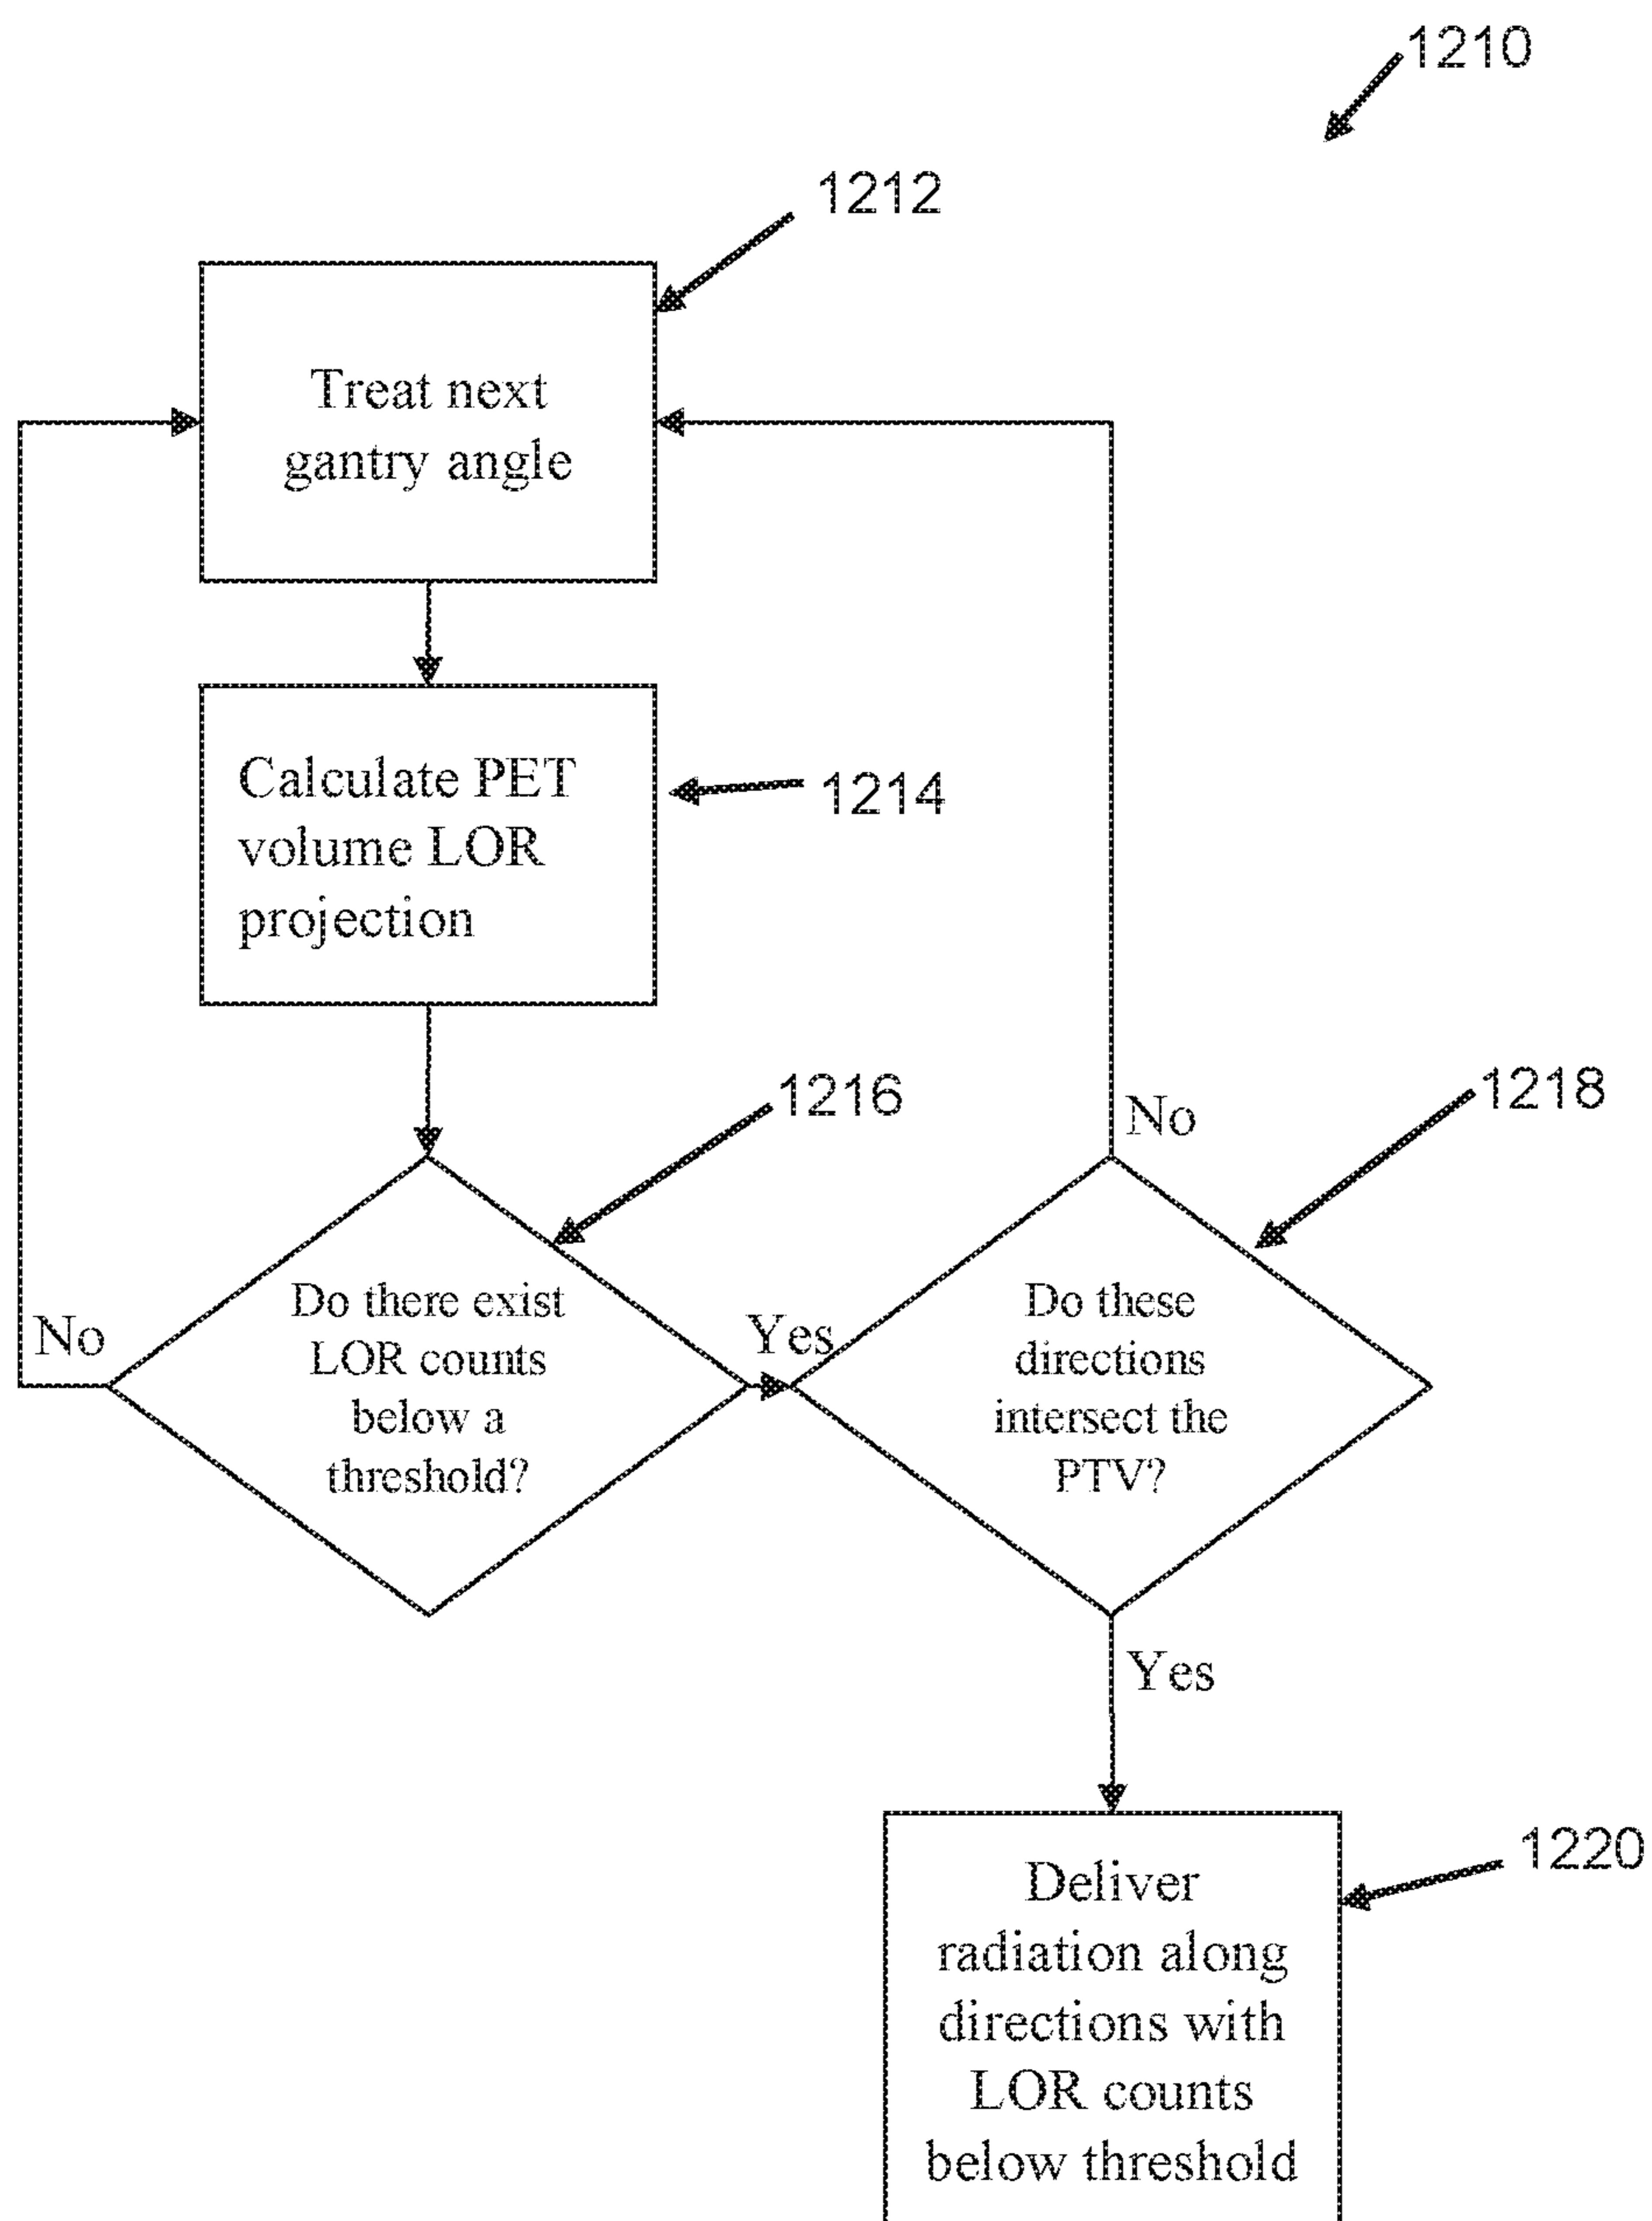 1210
1212
Treat next
gantry angle
Calculate PET
volume LOR
projection
1214
1216
1218
No
Do there exist
LOR counts
below a
threshold?
No
Yes
Do these
directions
intersect the
PTV?
Yes
1220
Deliver
radiation along
directions with
LOR counts
below threshold